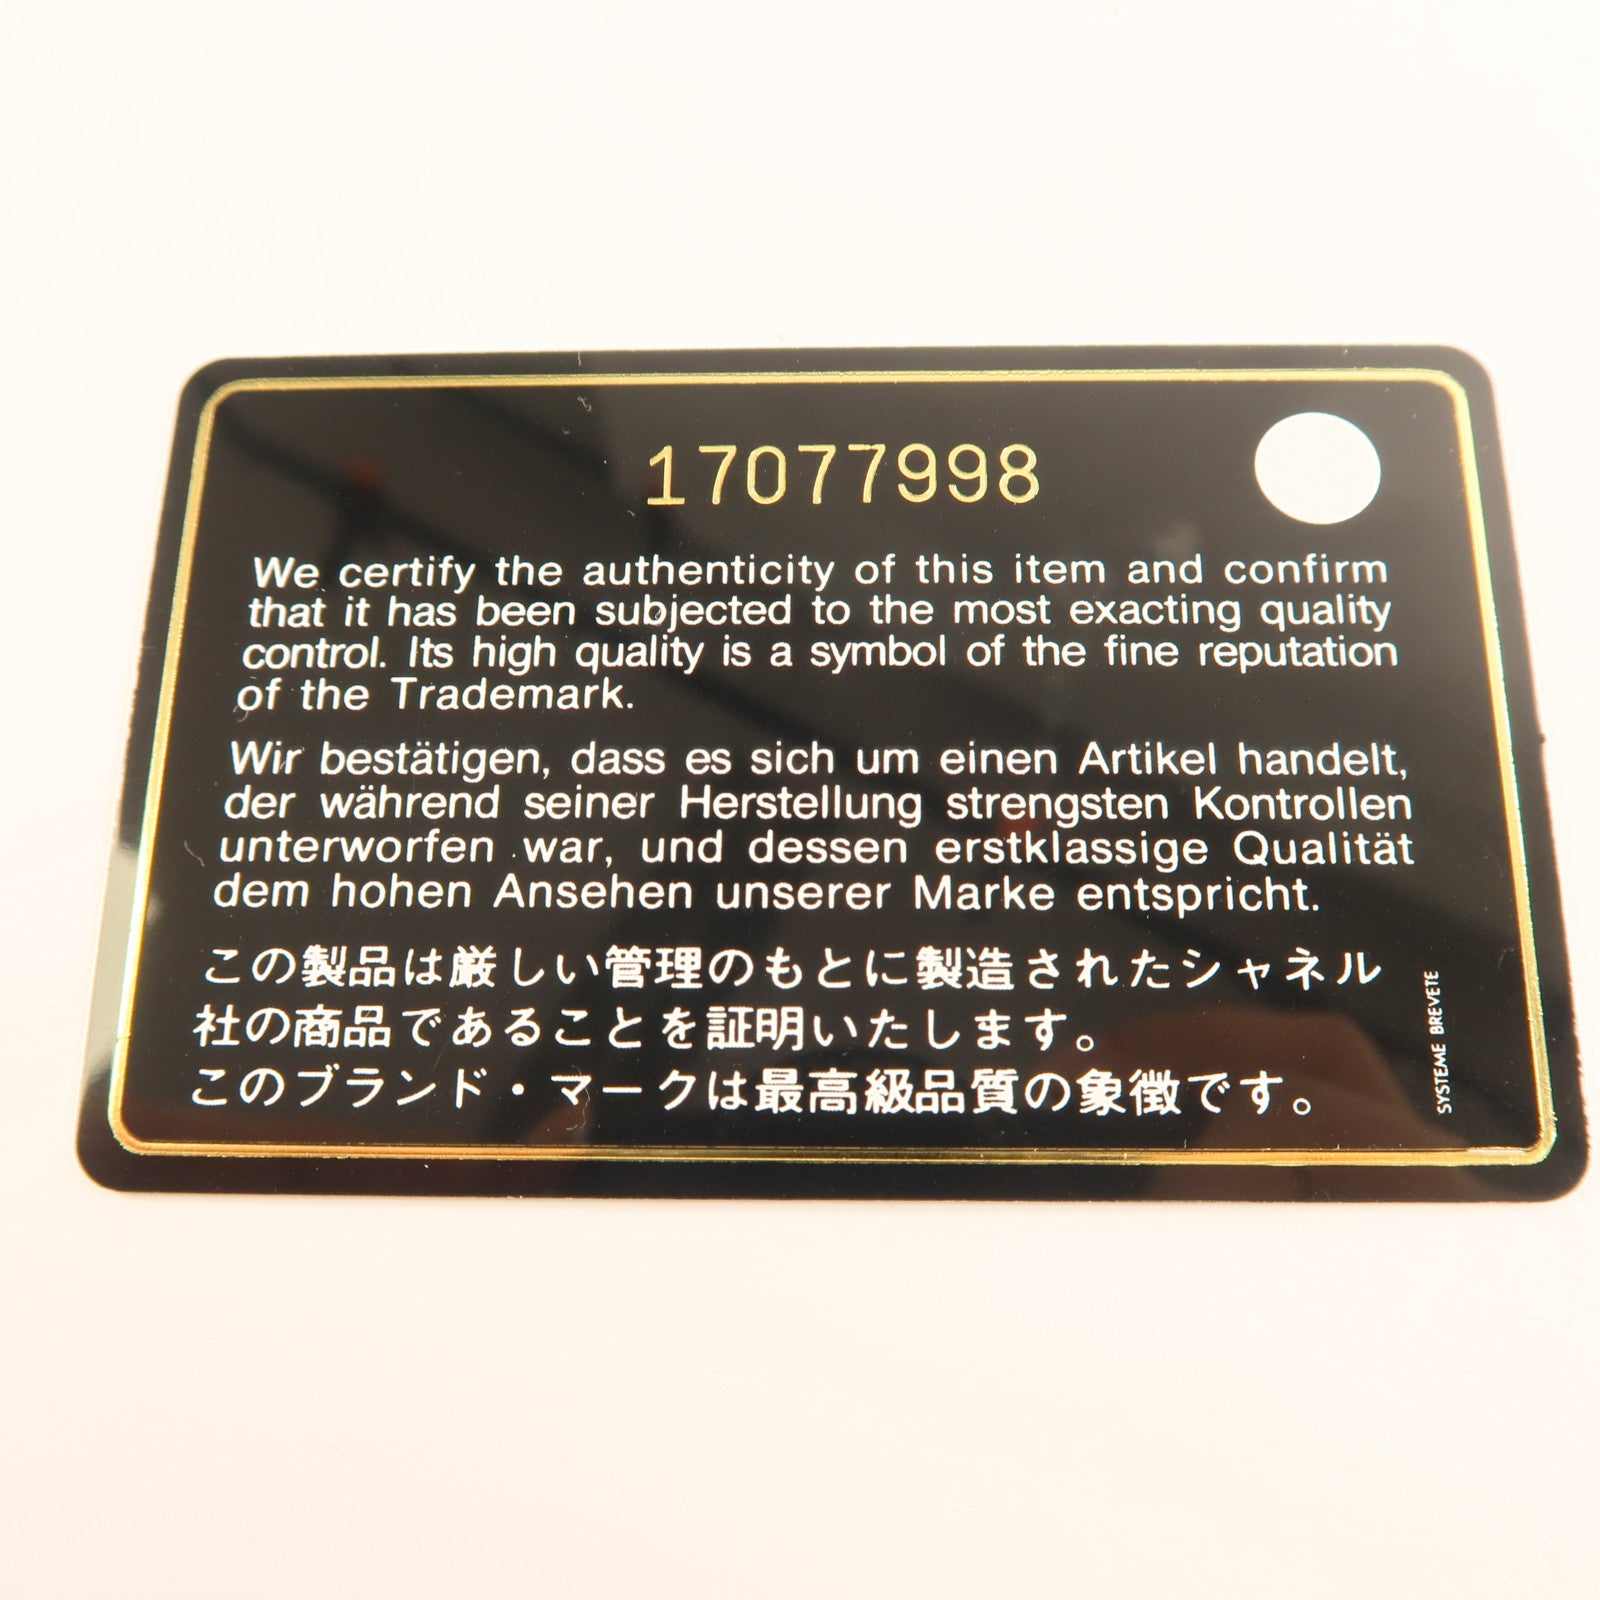 17077998
We certify the authenticity of this item and confirm
that it has been subjected to the most exacting quality
control. Its high quality is a symbol of the fine reputation
of the Trademark.
Wir bestätigen, dass es sich um einen Artikel handelt,
der während seiner Herstellung strengsten Kontrollen
unterworfen war, und dessen erstklassige Qualität
dem hohen Ansehen unserer Marke entspricht.
この製品は厳しい管理のもとに製造されたシャネル
社の商品であることを証明いたします。
このブランド・マークは最高級品質の象徴です。
SYSTEME BREVETE